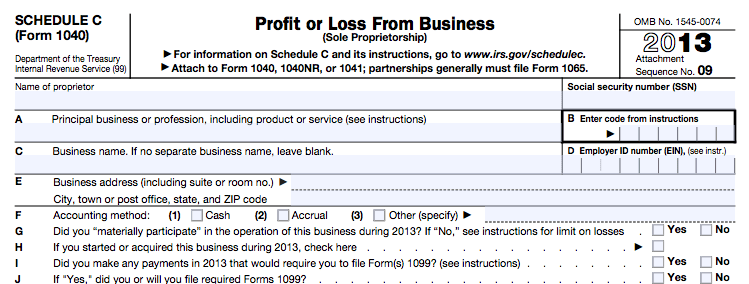 SCHEDULE C
(Form 1040)
Department of the Treasury
Internal Revenue Service (99)
Profit or Loss From Business
(Sole Proprietorship)
▶ For information on Schedule C and its instructions, go to www.irs.gov/schedulec.
▶ Attach to Form 1040, 1040NR, or 1041; partnerships generally must file Form 1065.
OMB No. 1545-0074
2013
Attachment
Sequence No. 09
Name of proprietor
Social security number (SSN)
A Principal business or profession, including product or service (see instructions)
B Enter code from instructions
▶
C Business name. If no separate business name, leave blank.
D Employer ID number (EIN), (see instr.)
E Business address (including suite or room no.) ▶
City, town or post office, state, and ZIP code
F Accounting method: (1) Cash (2) Accrual (3) Other (specify) ▶
G Did you "materially participate" in the operation of this business during 2013? If "No," see instructions for limit on losses . Yes No
H If you started or acquired this business during 2013, check here . . . . . . . . . . . . . . . . . ▶
I Did you make any payments in 2013 that would require you to file Form(s) 1099? (see instructions) . . . . . . . . Yes No
J If "Yes," did you or will you file required Forms 1099? . . . . . . . . . . . . . . . . . . . . . Yes No